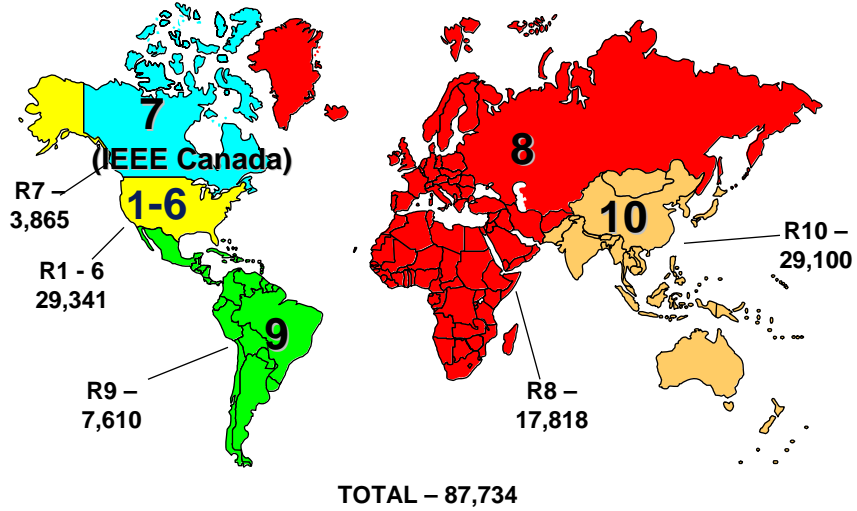 7
(IEEE Canada)
R7 –
3,865
1-6
R1 - 6
29,341
9
R9 –
7,610
8
R8 –
17,818
10
R10 –
29,100
TOTAL – 87,734